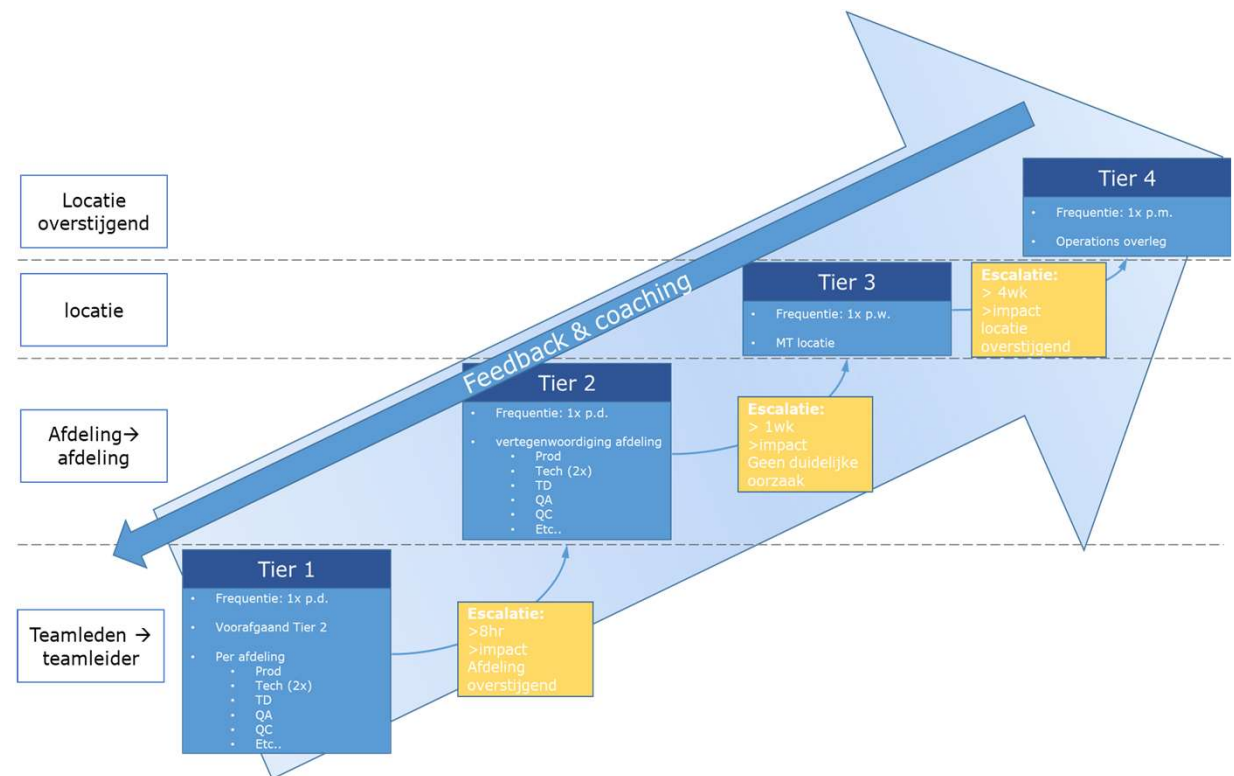 Locatie
overstijgend
Tier 4
• Frequentie: 1x p.m.
• Operations overleg
locatie
Tier 3
• Frequentie: 1x p.w.
• MT locatie
Escalatie:
> 4wk
>impact
locatie
overstijgend
Feedback & coaching
Afdeling→
afdeling
Tier 2
• Frequentie: 1x p.d.
• vertegenwoordiging afdeling
• Prod
• Tech (2x)
• TD
• QA
• QC
• Etc..
Escalatie:
> 1wk
>impact
Geen duidelijke
oorzaak
Teamleden →
teamleider
Tier 1
• Frequentie: 1x p.d.
• Voorafgaand Tier 2
• Per afdeling
• Prod
• Tech (2x)
• TD
• QA
• QC
• Etc..
Escalatie:
>8hr
>impact
Afdeling
overstijgend